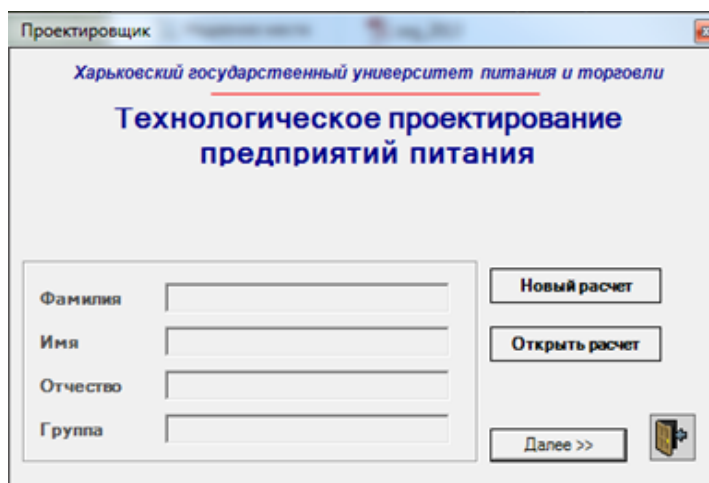 Проектировщик
Харьковский государственный университет питания и торговли
Технологическое проектирование
предприятий питания
Фамилия
Имя
Отчество
Группа
Новый расчет
Открыть расчет
Далее >>